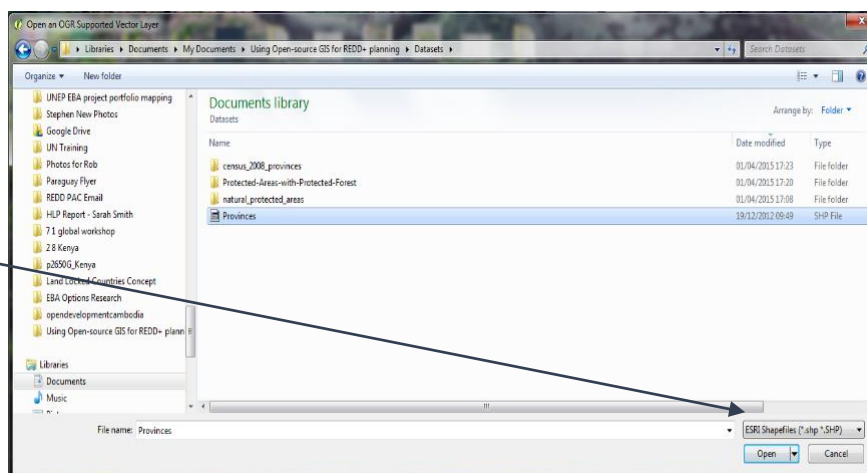 Open an OGR Supported Vector Layer
Libraries ▸ Documents ▸ My Documents ▸ Using Open-source GIS for REDD+ planning ▸ Datasets ▸
Search Datasets
Organize ▾ New folder
UNEP EBA project portfolio mapping
Stephen New Photos
Google Drive
UN Training
Photos for Rob
Paraguay Flyer
REDD PAC Email
HLP Report - Sarah Smith
7 1 global workshop
2 8 Kenya
p2650G_Kenya
Land Locked Countries Concept
EBA Options Research
opendevelopmentcambodia
Using Open-source GIS for REDD+ plann
Libraries
Documents
Music
Documents library
Datasets
Arrange by: Folder ▾
Name Date modified Type
census_2008_provinces 01/04/2015 17:23 File folder
Protected-Areas-with-Protected-Forest 01/04/2015 17:20 File folder
natural_protected_areas 01/04/2015 17:08 File folder
Provinces 19/12/2012 09:49 SHP File
File name: Provinces
ESRI Shapefiles (*.shp *.SHP)
Open Cancel